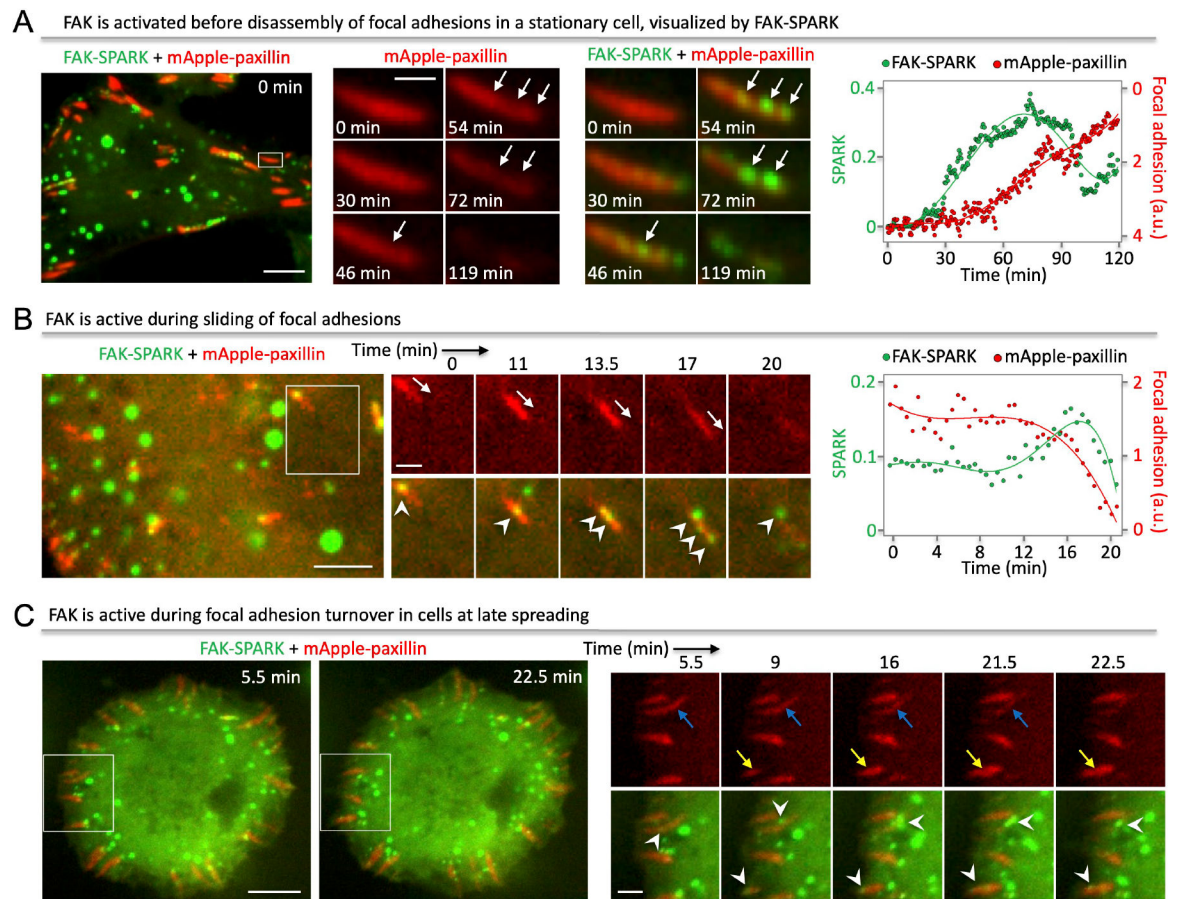 A FAK is activated before disassembly of focal adhesions in a stationary cell, visualized by FAK-SPARK
FAK-SPARK + mApple-paxillin
0 min
mApple-paxillin
0 min
54 min
30 min
72 min
46 min
119 min
FAK-SPARK + mApple-paxillin
0 min
54 min
30 min
72 min
46 min
119 min
FAK-SPARK mApple-paxillin
SPARK
0.4
0.2
0
0 30 60 90 120
Time (min)
0
2
4
Focal adhesion (a.u.)
B FAK is active during sliding of focal adhesions
FAK-SPARK + mApple-paxillin
Time (min)
0 11 13.5 17 20
FAK-SPARK mApple-paxillin
SPARK
0.2
0.1
0
0 4 8 12 16 20
Time (min)
2
1
0
Focal adhesion (a.u.)
C FAK is active during focal adhesion turnover in cells at late spreading
FAK-SPARK + mApple-paxillin
5.5 min
22.5 min
Time (min)
5.5 9 16 21.5 22.5